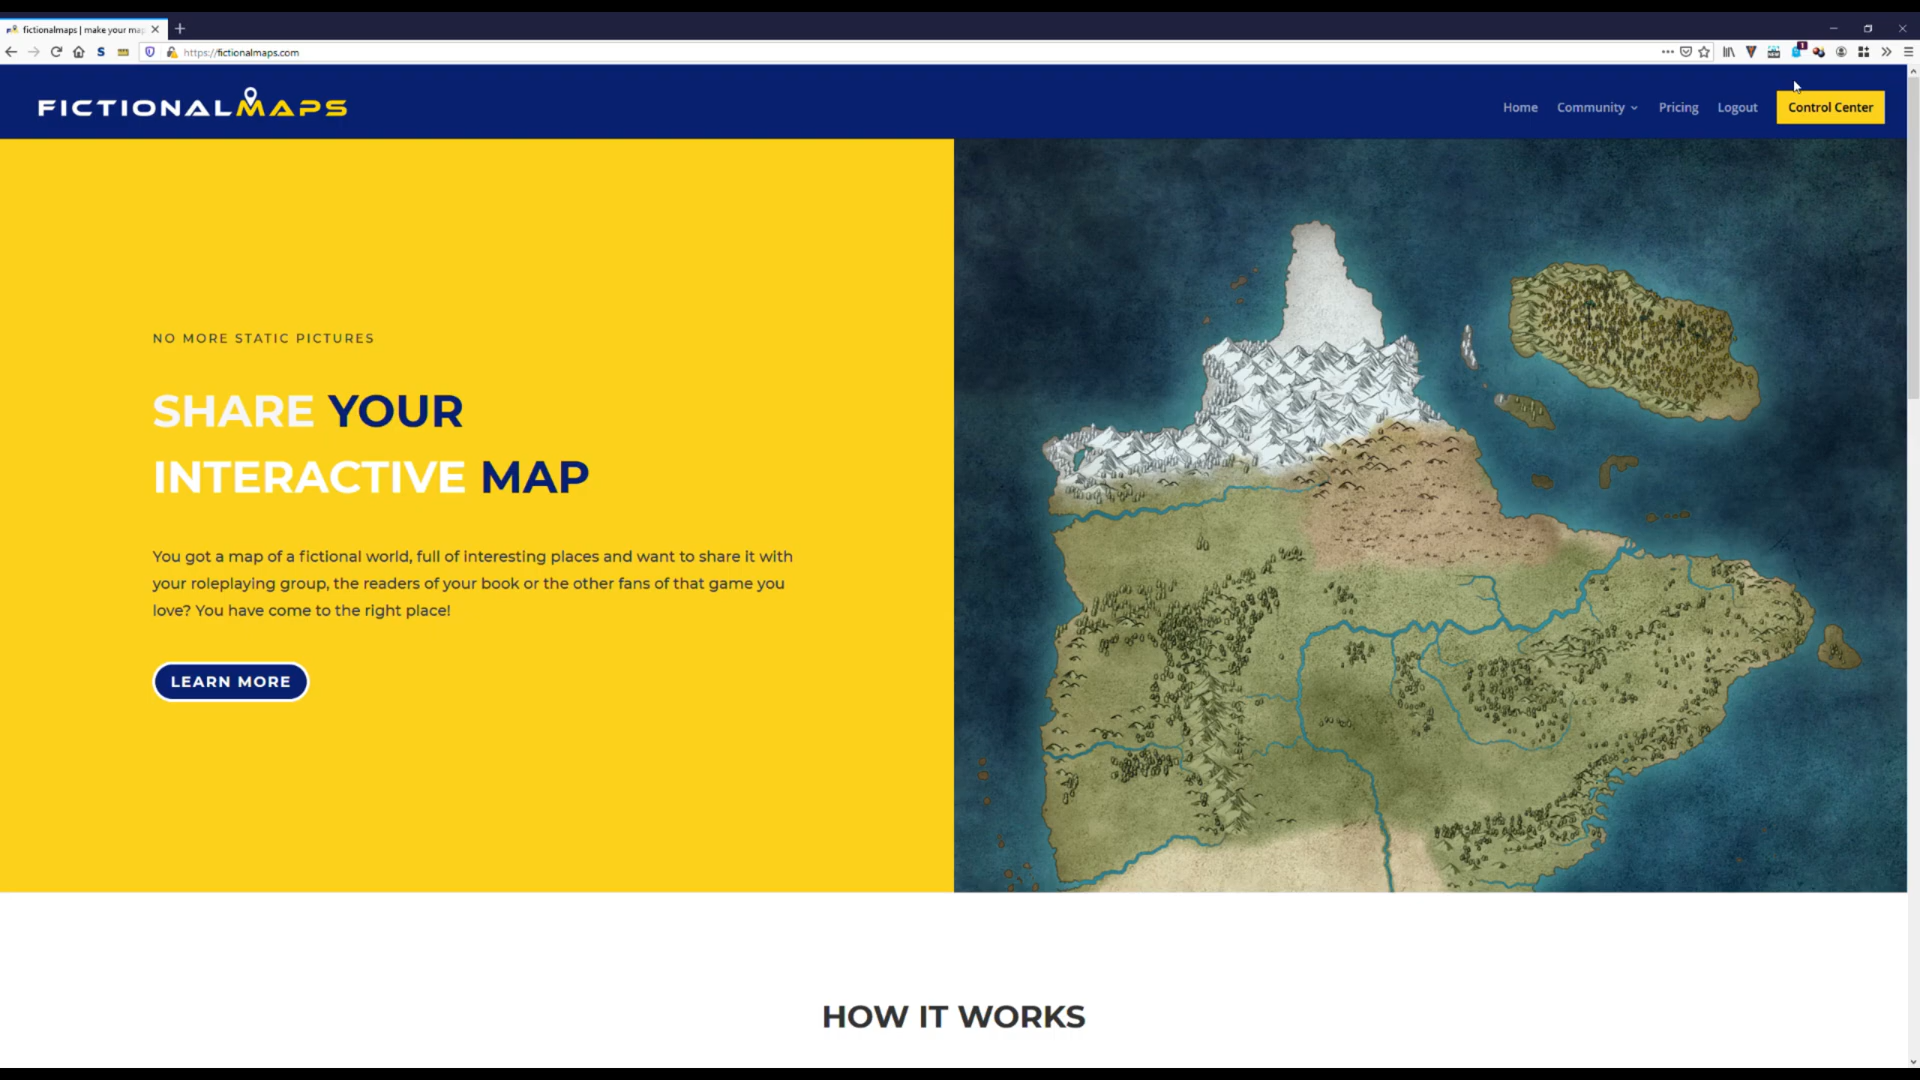 fictionalmaps | make your ma
https://fictionalmaps.com
FICTIONALMAPS
Home
Community
Pricing
Logout
Control Center
NO MORE STATIC PICTURES
SHARE YOUR
INTERACTIVE MAP
You got a map of a fictional world, full of interesting places and want to share it with
your roleplaying group, the readers of your book or the other fans of that game you
love? You have come to the right place!
LEARN MORE
HOW IT WORKS